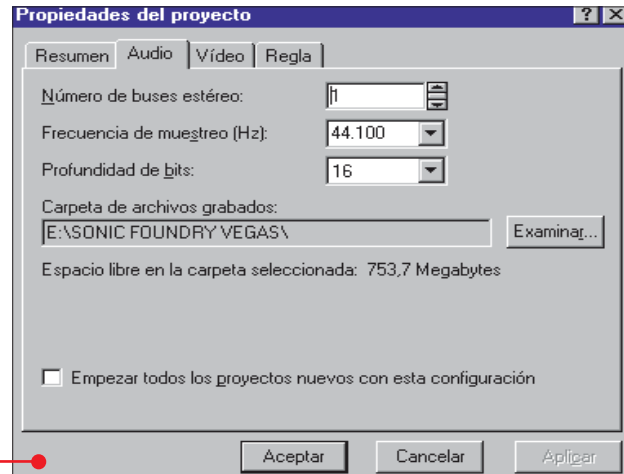 Propiedades del proyecto
Resumen Audio Vídeo Regla
Número de buses estéreo: 1
Frecuencia de muestreo (Hz): 44.100
Profundidad de bits: 16
Carpeta de archivos grabados:
E:\SONIC FOUNDRY VEGAS\ Examinar...
Espacio libre en la carpeta seleccionada: 753,7 Megabytes
Empezar todos los proyectos nuevos con esta configuración
Aceptar Cancelar Aplicar